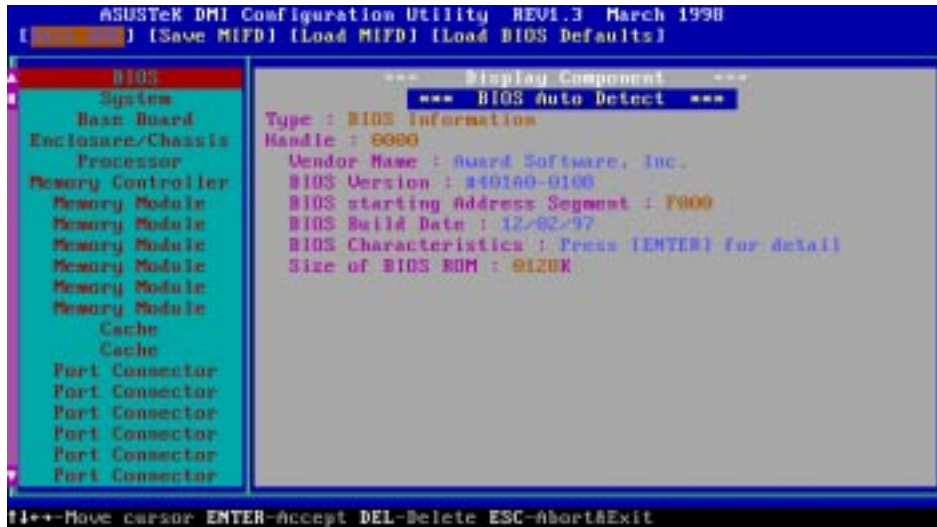 ASUSTeK DMI Configuration Utility REV1.3 March 1998
[ ] [Save MIFD] [Load MIFD] [Load BIOS Defaults]
BIOS
System
Base Board
Enclosure/Chassis
Processor
Memory Controller
Memory Module
Memory Module
Memory Module
Memory Module
Memory Module
Memory Module
Cache
Cache
Port Connector
Port Connector
Port Connector
Port Connector
Port Connector
Port Connector
*** Display Component ***
*** BIOS Auto Detect ***
Type : BIOS Information
Handle : 0000
Vendor Name : Award Software, Inc.
BIOS Version : #401A0-0108
BIOS starting Address Segment : F000
BIOS Build Date : 12/02/97
BIOS Characteristics : Press [ENTER] for detail
Size of BIOS ROM : 0128K
↑↓←→-Move cursor ENTER-Accept DEL-Delete ESC-Abort&Exit